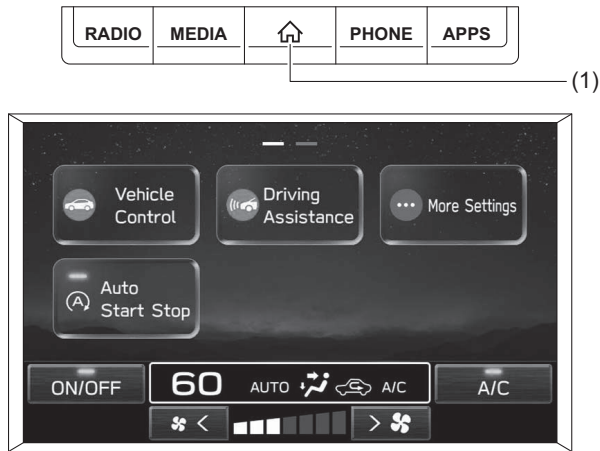 RADIO MEDIA PHONE APPS
(1)
Vehicle
Control
Driving
Assistance
More Settings
A
Auto
Start Stop
ON/OFF
60 AUTO A/C
A/C
< >